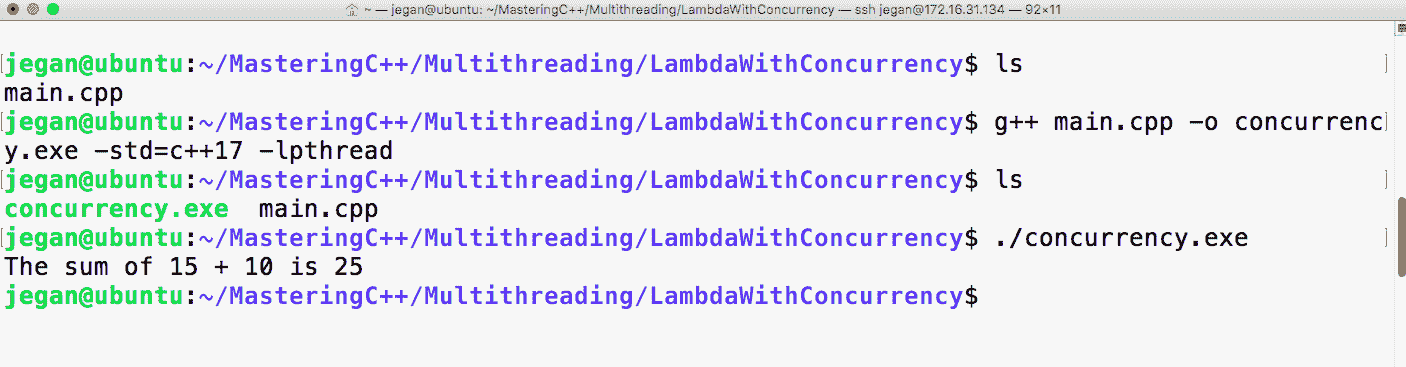 ~ — jegan@ubuntu: ~/MasteringC++/Multithreading/LambdaWithConcurrency — ssh jegan@172.16.31.134 — 92×11
jegan@ubuntu:~/MasteringC++/Multithreading/LambdaWithConcurrency$ ls
main.cpp
jegan@ubuntu:~/MasteringC++/Multithreading/LambdaWithConcurrency$ g++ main.cpp -o concurrenc
y.exe -std=c++17 -lpthread
jegan@ubuntu:~/MasteringC++/Multithreading/LambdaWithConcurrency$ ls
concurrency.exe  main.cpp
jegan@ubuntu:~/MasteringC++/Multithreading/LambdaWithConcurrency$ ./concurrency.exe
The sum of 15 + 10 is 25
jegan@ubuntu:~/MasteringC++/Multithreading/LambdaWithConcurrency$